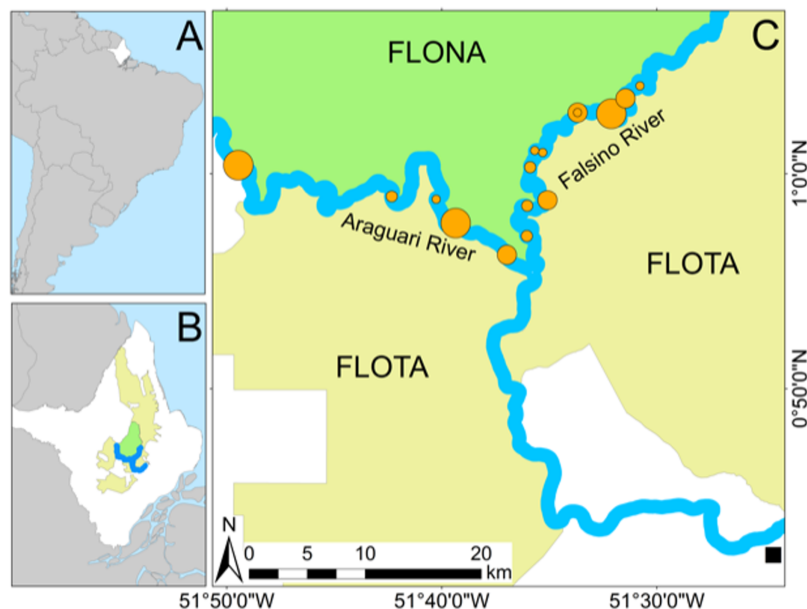 A
B
C
FLONA
Falsino River
Araguari River
FLOTA
FLOTA
1°0'0"N
0°50'0"N
N
0 5 10 20
km
51°50'0"W 51°40'0"W 51°30'0"W